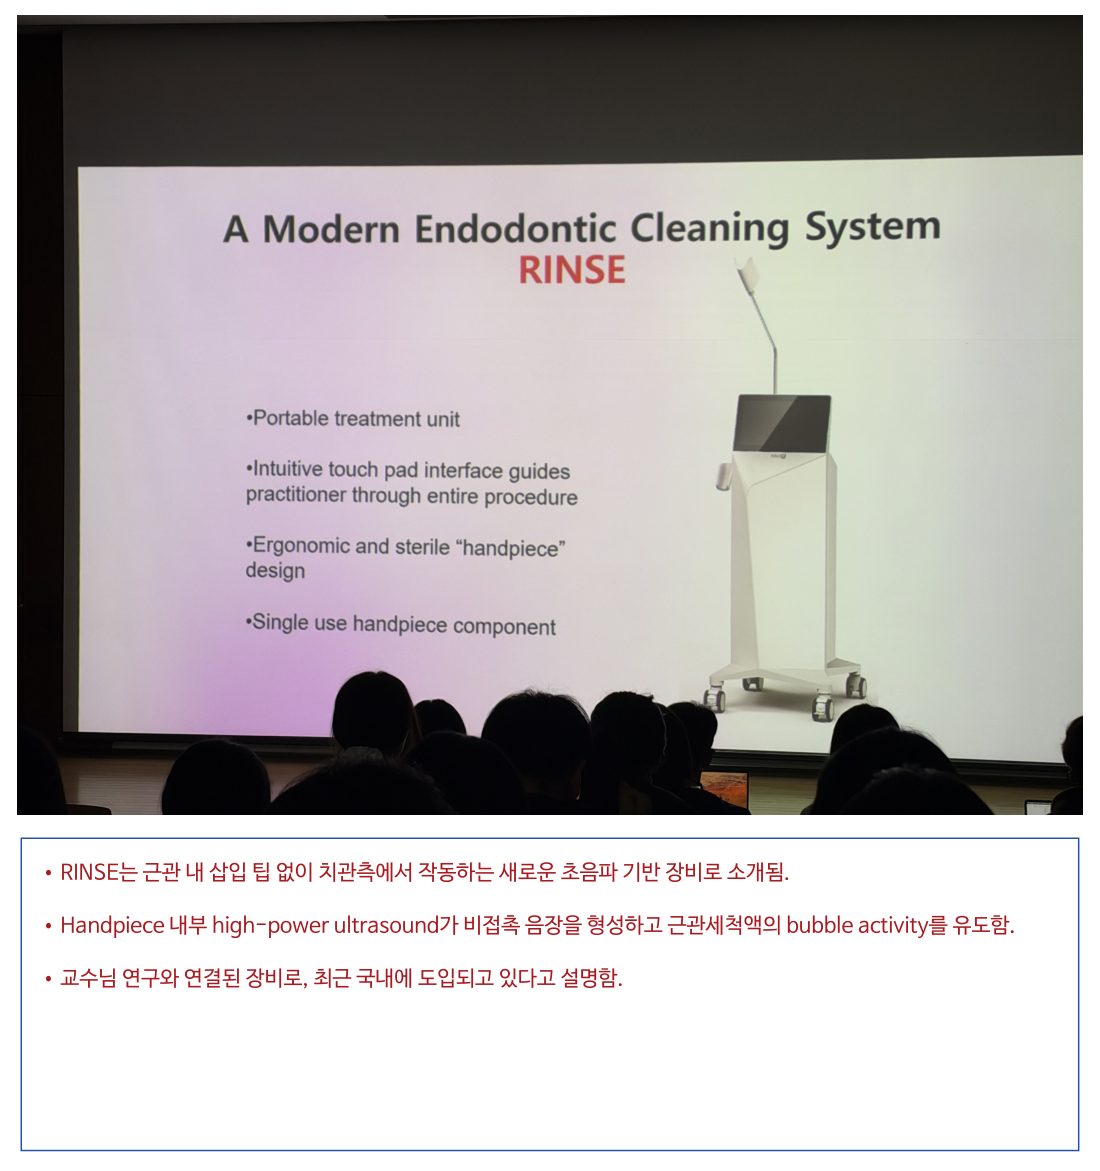 A Modern Endodontic Cleaning System
RINSE
•Portable treatment unit
•Intuitive touch pad interface guides
practitioner through entire procedure
•Ergonomic and sterile “handpiece”
design
•Single use handpiece component
• RINSE는 근관 내 삽입 팁 없이 치관측에서 작동하는 새로운 초음파 기반 장비로 소개됨.
• Handpiece 내부 high-power ultrasound가 비접촉 음장을 형성하고 근관세척액의 bubble activity를 유도함.
• 교수님 연구와 연결된 장비로, 최근 국내에 도입되고 있다고 설명함.